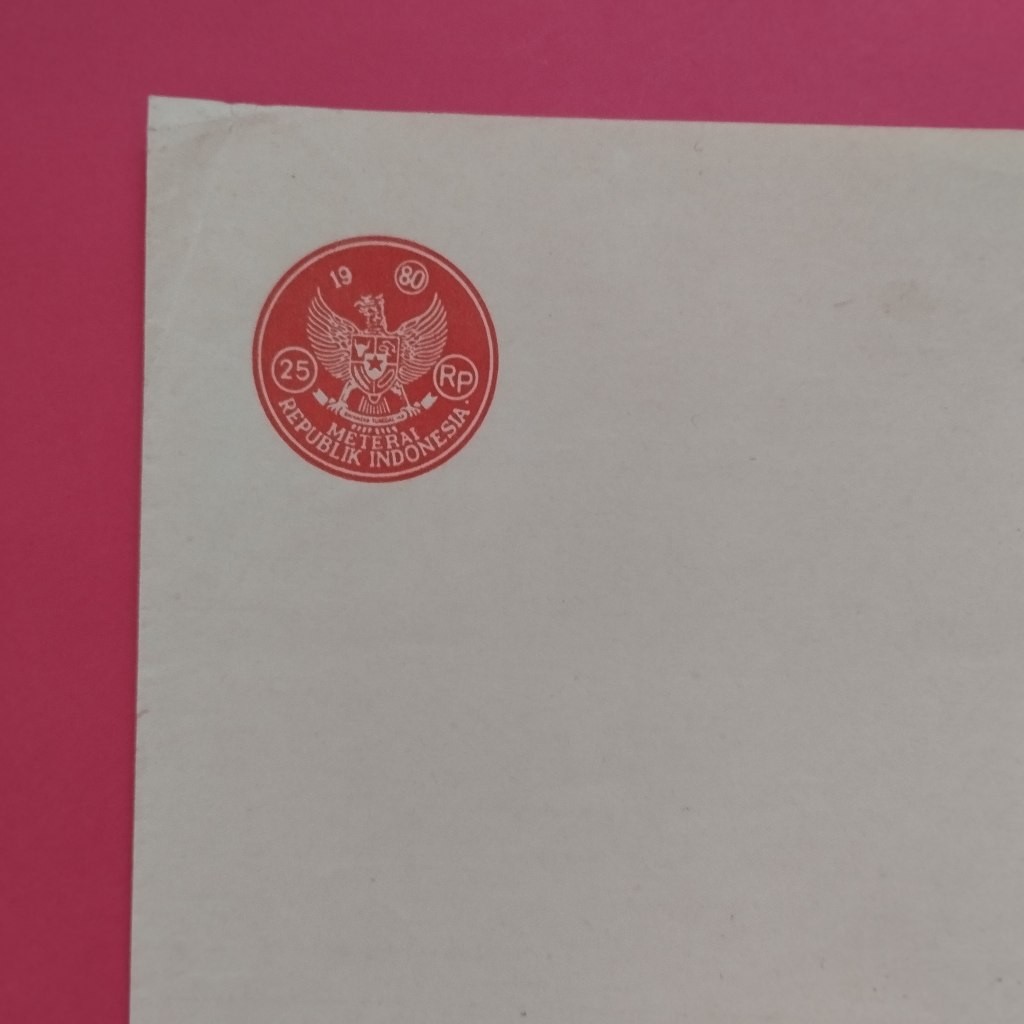 19 80
25 RP
METERAI
REPUBLIK INDONESIA.